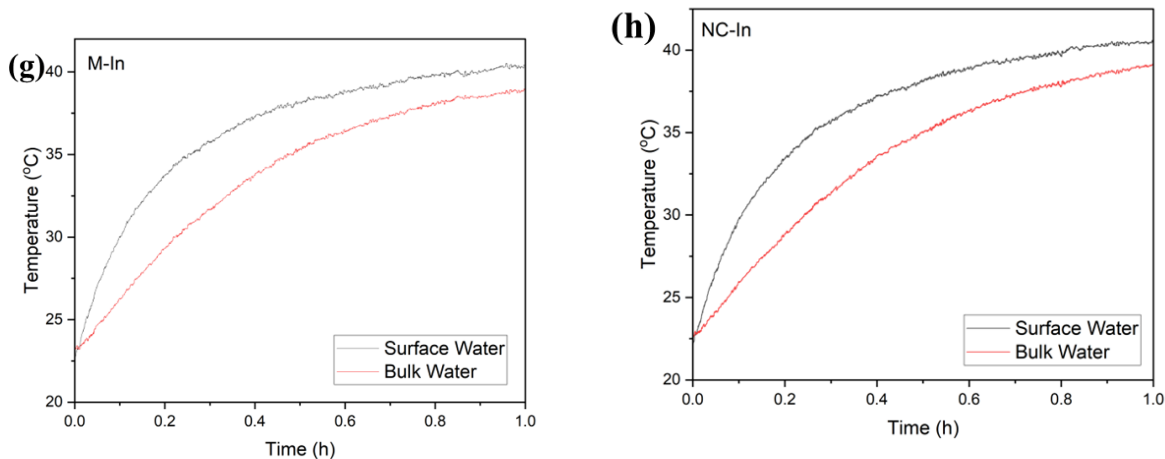 (g)
M-In
Temperature (°C)
40
35
30
25
20
Surface Water
Bulk Water
0.0 0.2 0.4 0.6 0.8 1.0
Time (h)
(h)
NC-In
Temperature (°C)
40
35
30
25
20
Surface Water
Bulk Water
0.0 0.2 0.4 0.6 0.8 1.0
Time (h)